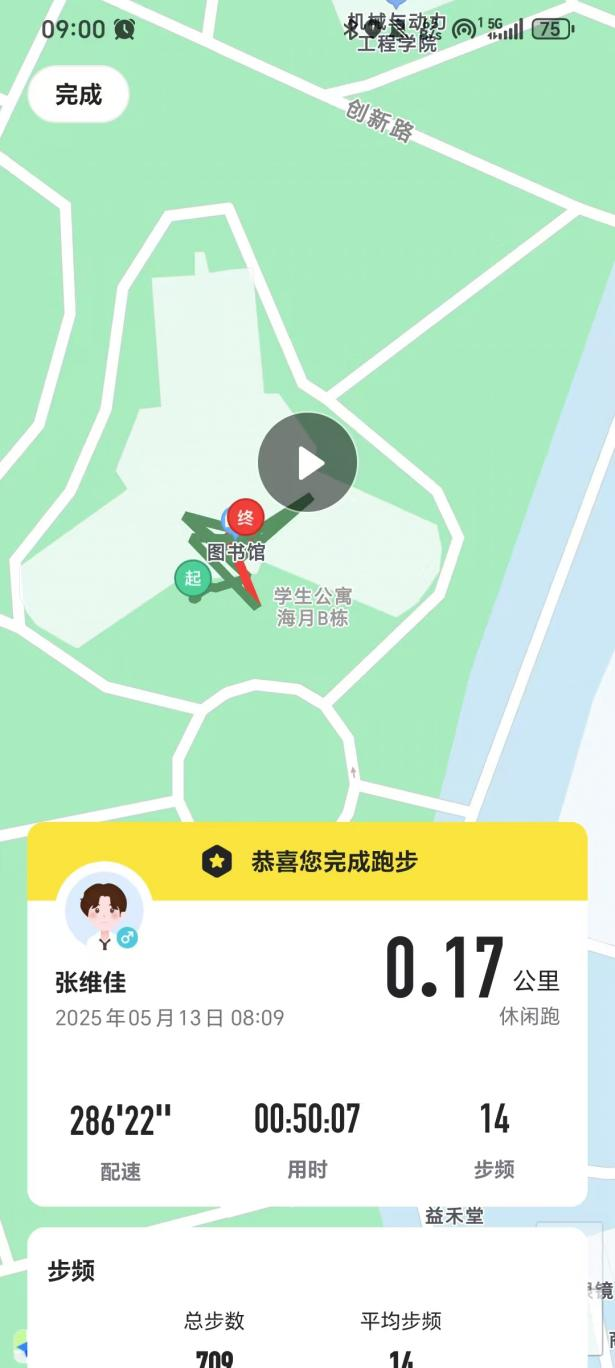 09:00
机械与动力
1 5G
75
工程学院
完成
创新路
终
图书馆
起
学生公寓
海月B栋
恭喜您完成跑步
张维佳
0.17 公里
2025年05月13日 08:09
休闲跑
286'22" 00:50:07 14
配速 用时 步频
益禾堂
步频
总步数 平均步频
709 14